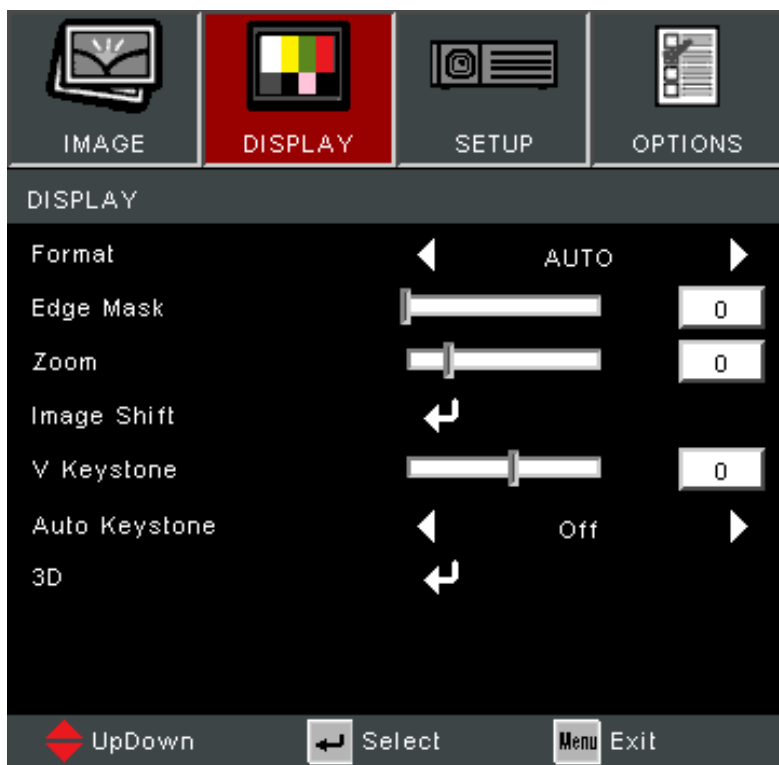 IMAGE DISPLAY SETUP OPTIONS
DISPLAY
Format AUTO
Edge Mask 0
Zoom 0
Image Shift
V Keystone 0
Auto Keystone Off
3D
UpDown Select Menu Exit